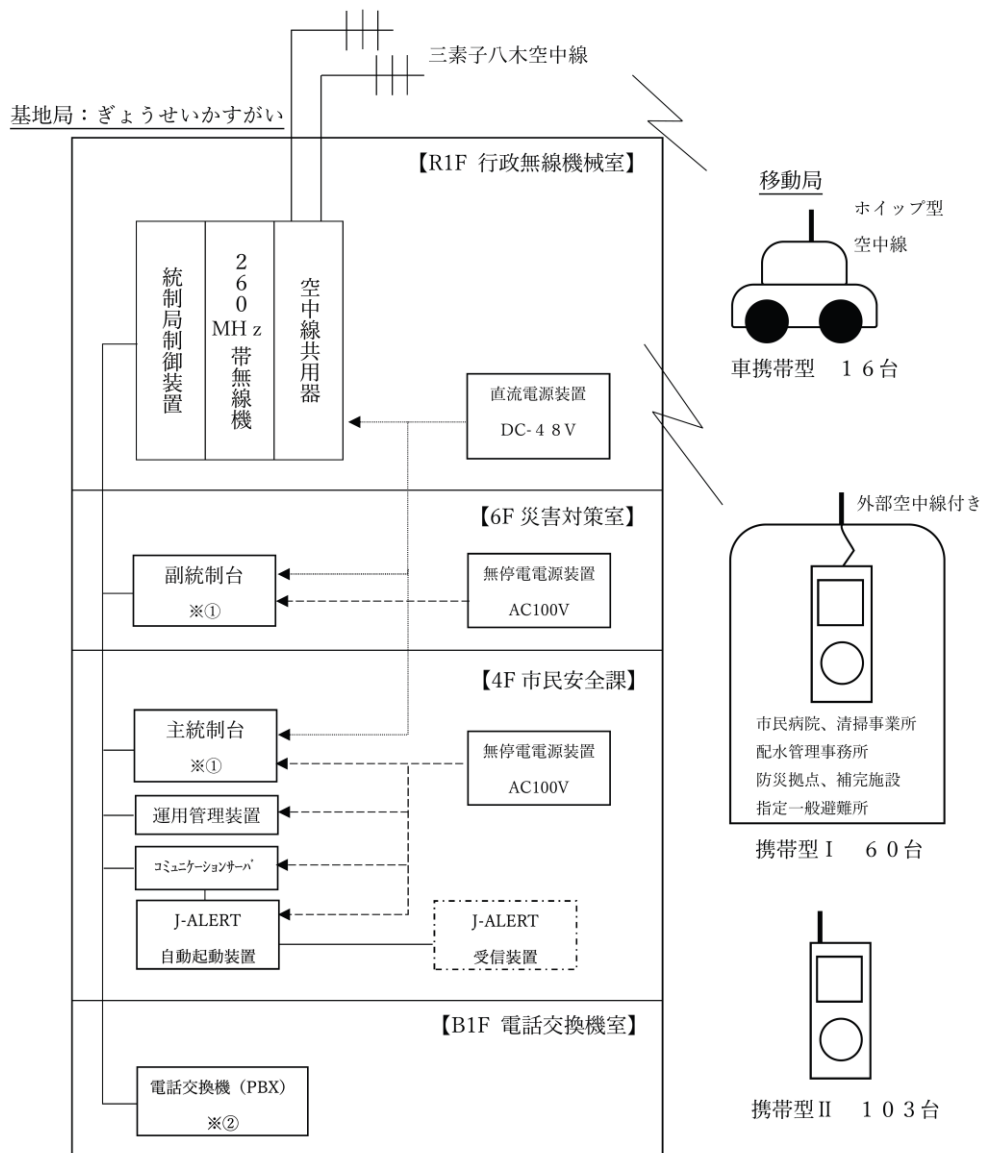 三素子八木空中線
基地局：ぎょうせいかすがい
【R1F 行政無線機械室】
統制局制御装置
260MHz帯無線機
空中線共用器
直流電源装置
DC-４８V
【6F 災害対策室】
副統制台
※①
無停電電源装置
AC100V
【4F 市民安全課】
主統制台
※①
無停電電源装置
AC100V
運用管理装置
ｺﾐｭﾆｹｰｼｮﾝｻｰﾊﾞ
J-ALERT
自動起動装置
J-ALERT
受信装置
【B1F 電話交換機室】
電話交換機（PBX）
※②
移動局
ホイップ型
空中線
車携帯型　１６台
外部空中線付き
市民病院、清掃事業所
配水管理事務所
防災拠点、補完施設
指定一般避難所
携帯型Ⅰ　６０台
携帯型Ⅱ　１０３台